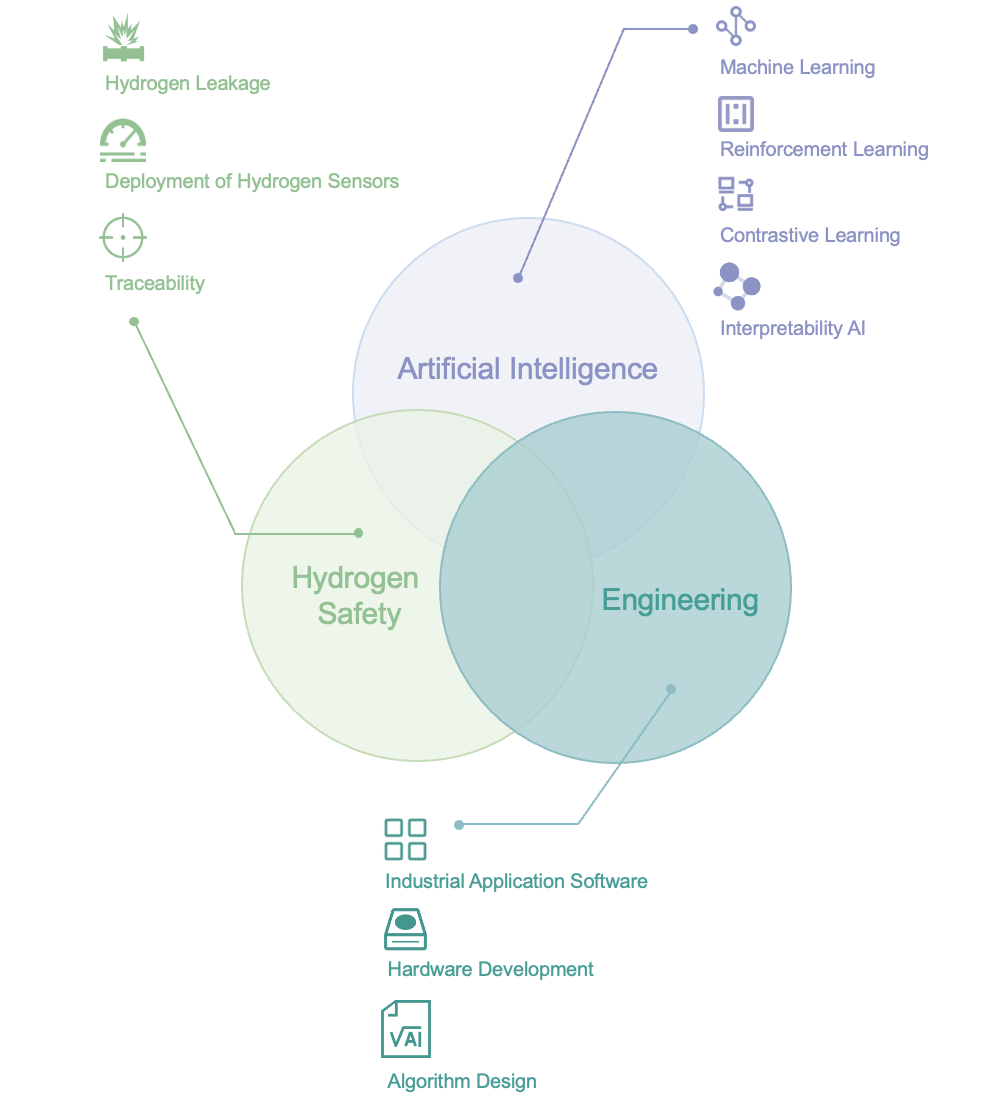 Hydrogen Leakage
Deployment of Hydrogen Sensors
Traceability
Machine Learning
Reinforcement Learning
Contrastive Learning
Interpretability AI
Artificial Intelligence
Hydrogen
Safety
Engineering
Industrial Application Software
Hardware Development
√AI
Algorithm Design